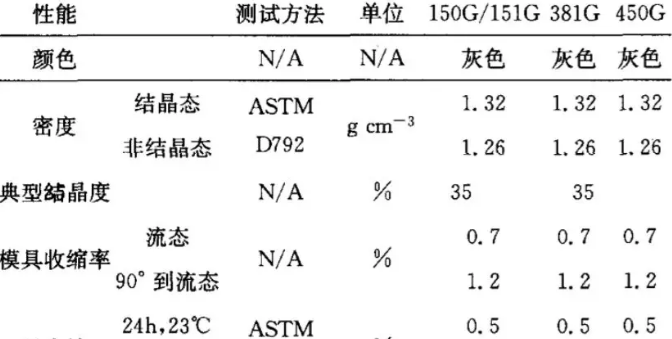 性能 测试方法 单位 150G/151G 381G 450G
颜色 N/A N/A 灰色 灰色 灰色
密度 结晶态 ASTM D792 g cm⁻³ 1.32 1.32 1.32
非结晶态 1.26 1.26 1.26
典型结晶度 N/A % 35 35
模具收缩率 流态 N/A % 0.7 0.7 0.7
90°到流态 1.2 1.2 1.2
24h,23℃ ASTM 0.5 0.5 0.5